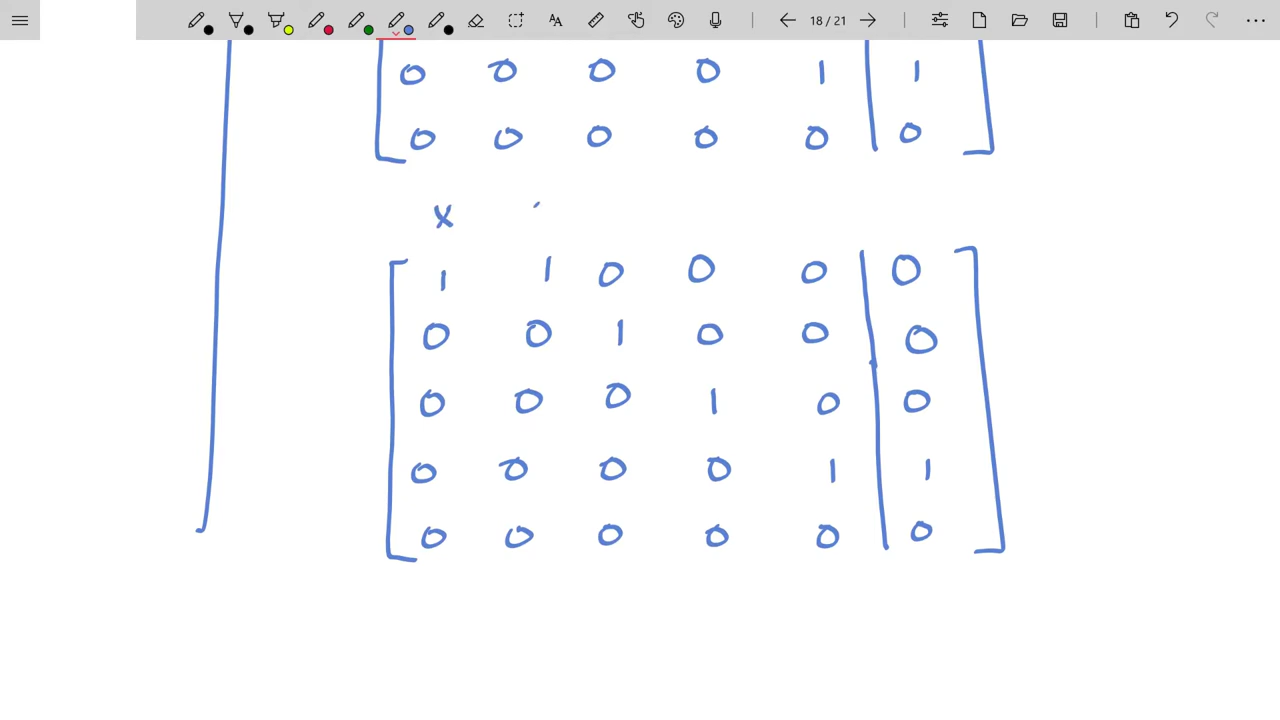 18 / 21
0 0 0 0 1 | 1
0 0 0 0 0 | 0
x
1 1 0 0 0 | 0
0 0 1 0 0 | 0
0 0 0 1 0 | 0
0 0 0 0 1 | 1
0 0 0 0 0 | 0